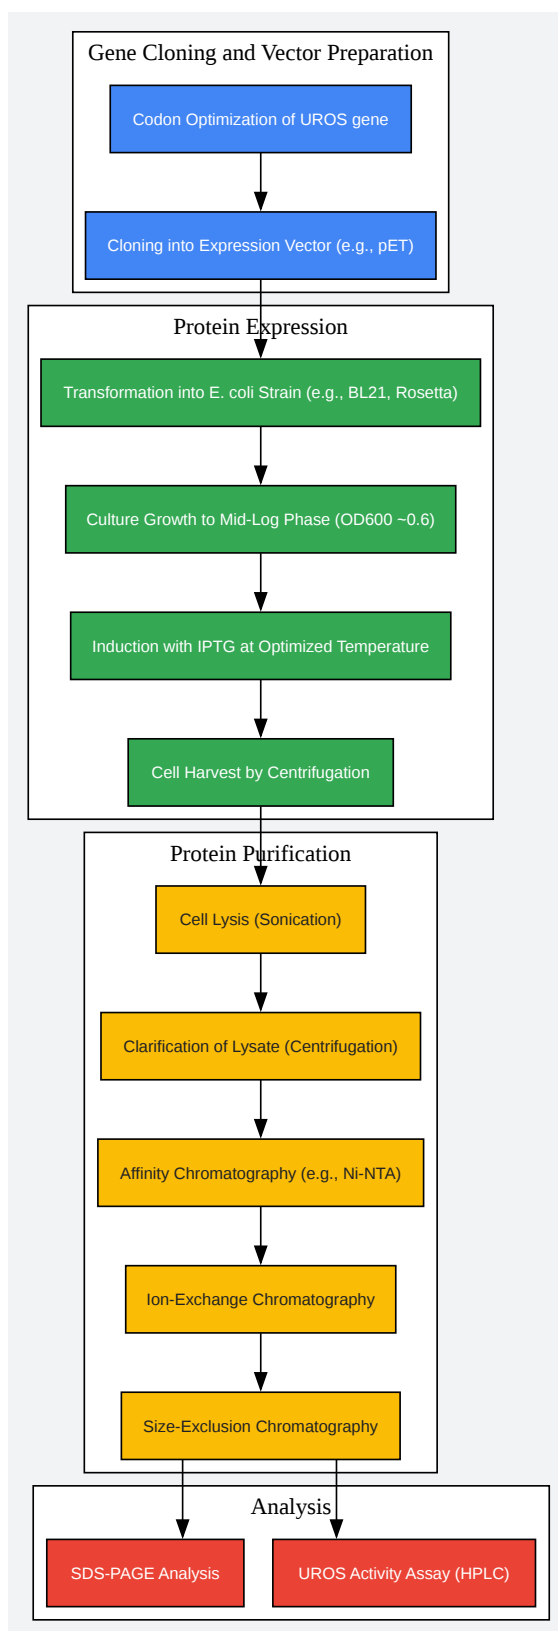 Gene Cloning and Vector Preparation
Codon Optimization of UROS gene
Cloning into Expression Vector (e.g., pET)
Protein Expression
Transformation into E. coli Strain (e.g., BL21, Rosetta)
Culture Growth to Mid-Log Phase (OD600 ~0.6)
Induction with IPTG at Optimized Temperature
Cell Harvest by Centrifugation
Protein Purification
Cell Lysis (Sonication)
Clarification of Lysate (Centrifugation)
Affinity Chromatography (e.g., Ni-NTA)
Ion-Exchange Chromatography
Size-Exclusion Chromatography
Analysis
SDS-PAGE Analysis
UROS Activity Assay (HPLC)